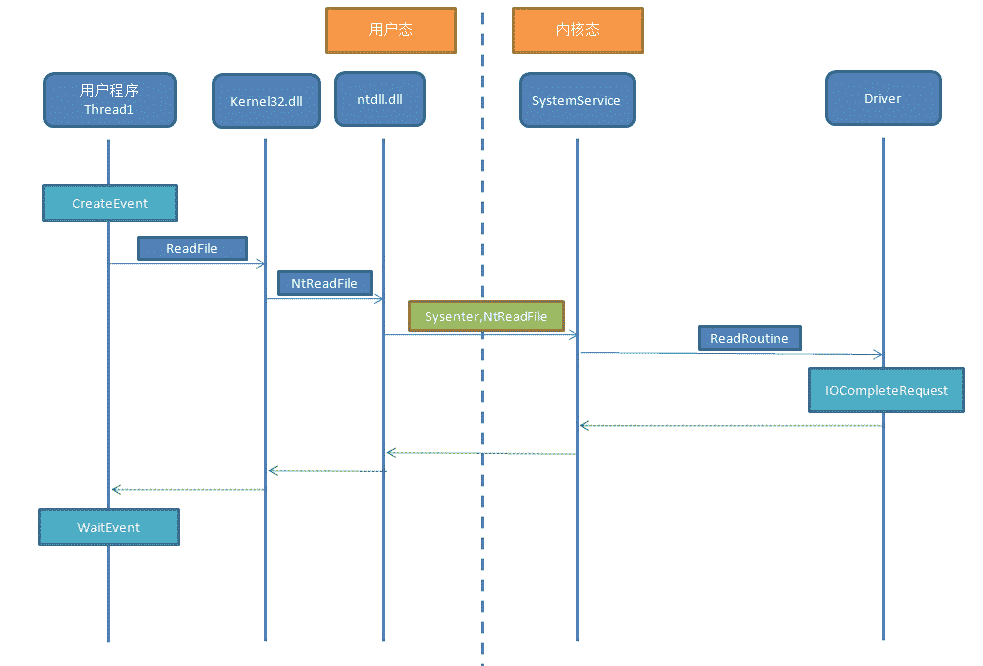 用户态
内核态
用户程序
Thread1
Kernel32.dll
ntdll.dll
SystemService
Driver
CreateEvent
ReadFile
NtReadFile
Sysenter,NtReadFile
ReadRoutine
IOCompleteRequest
WaitEvent